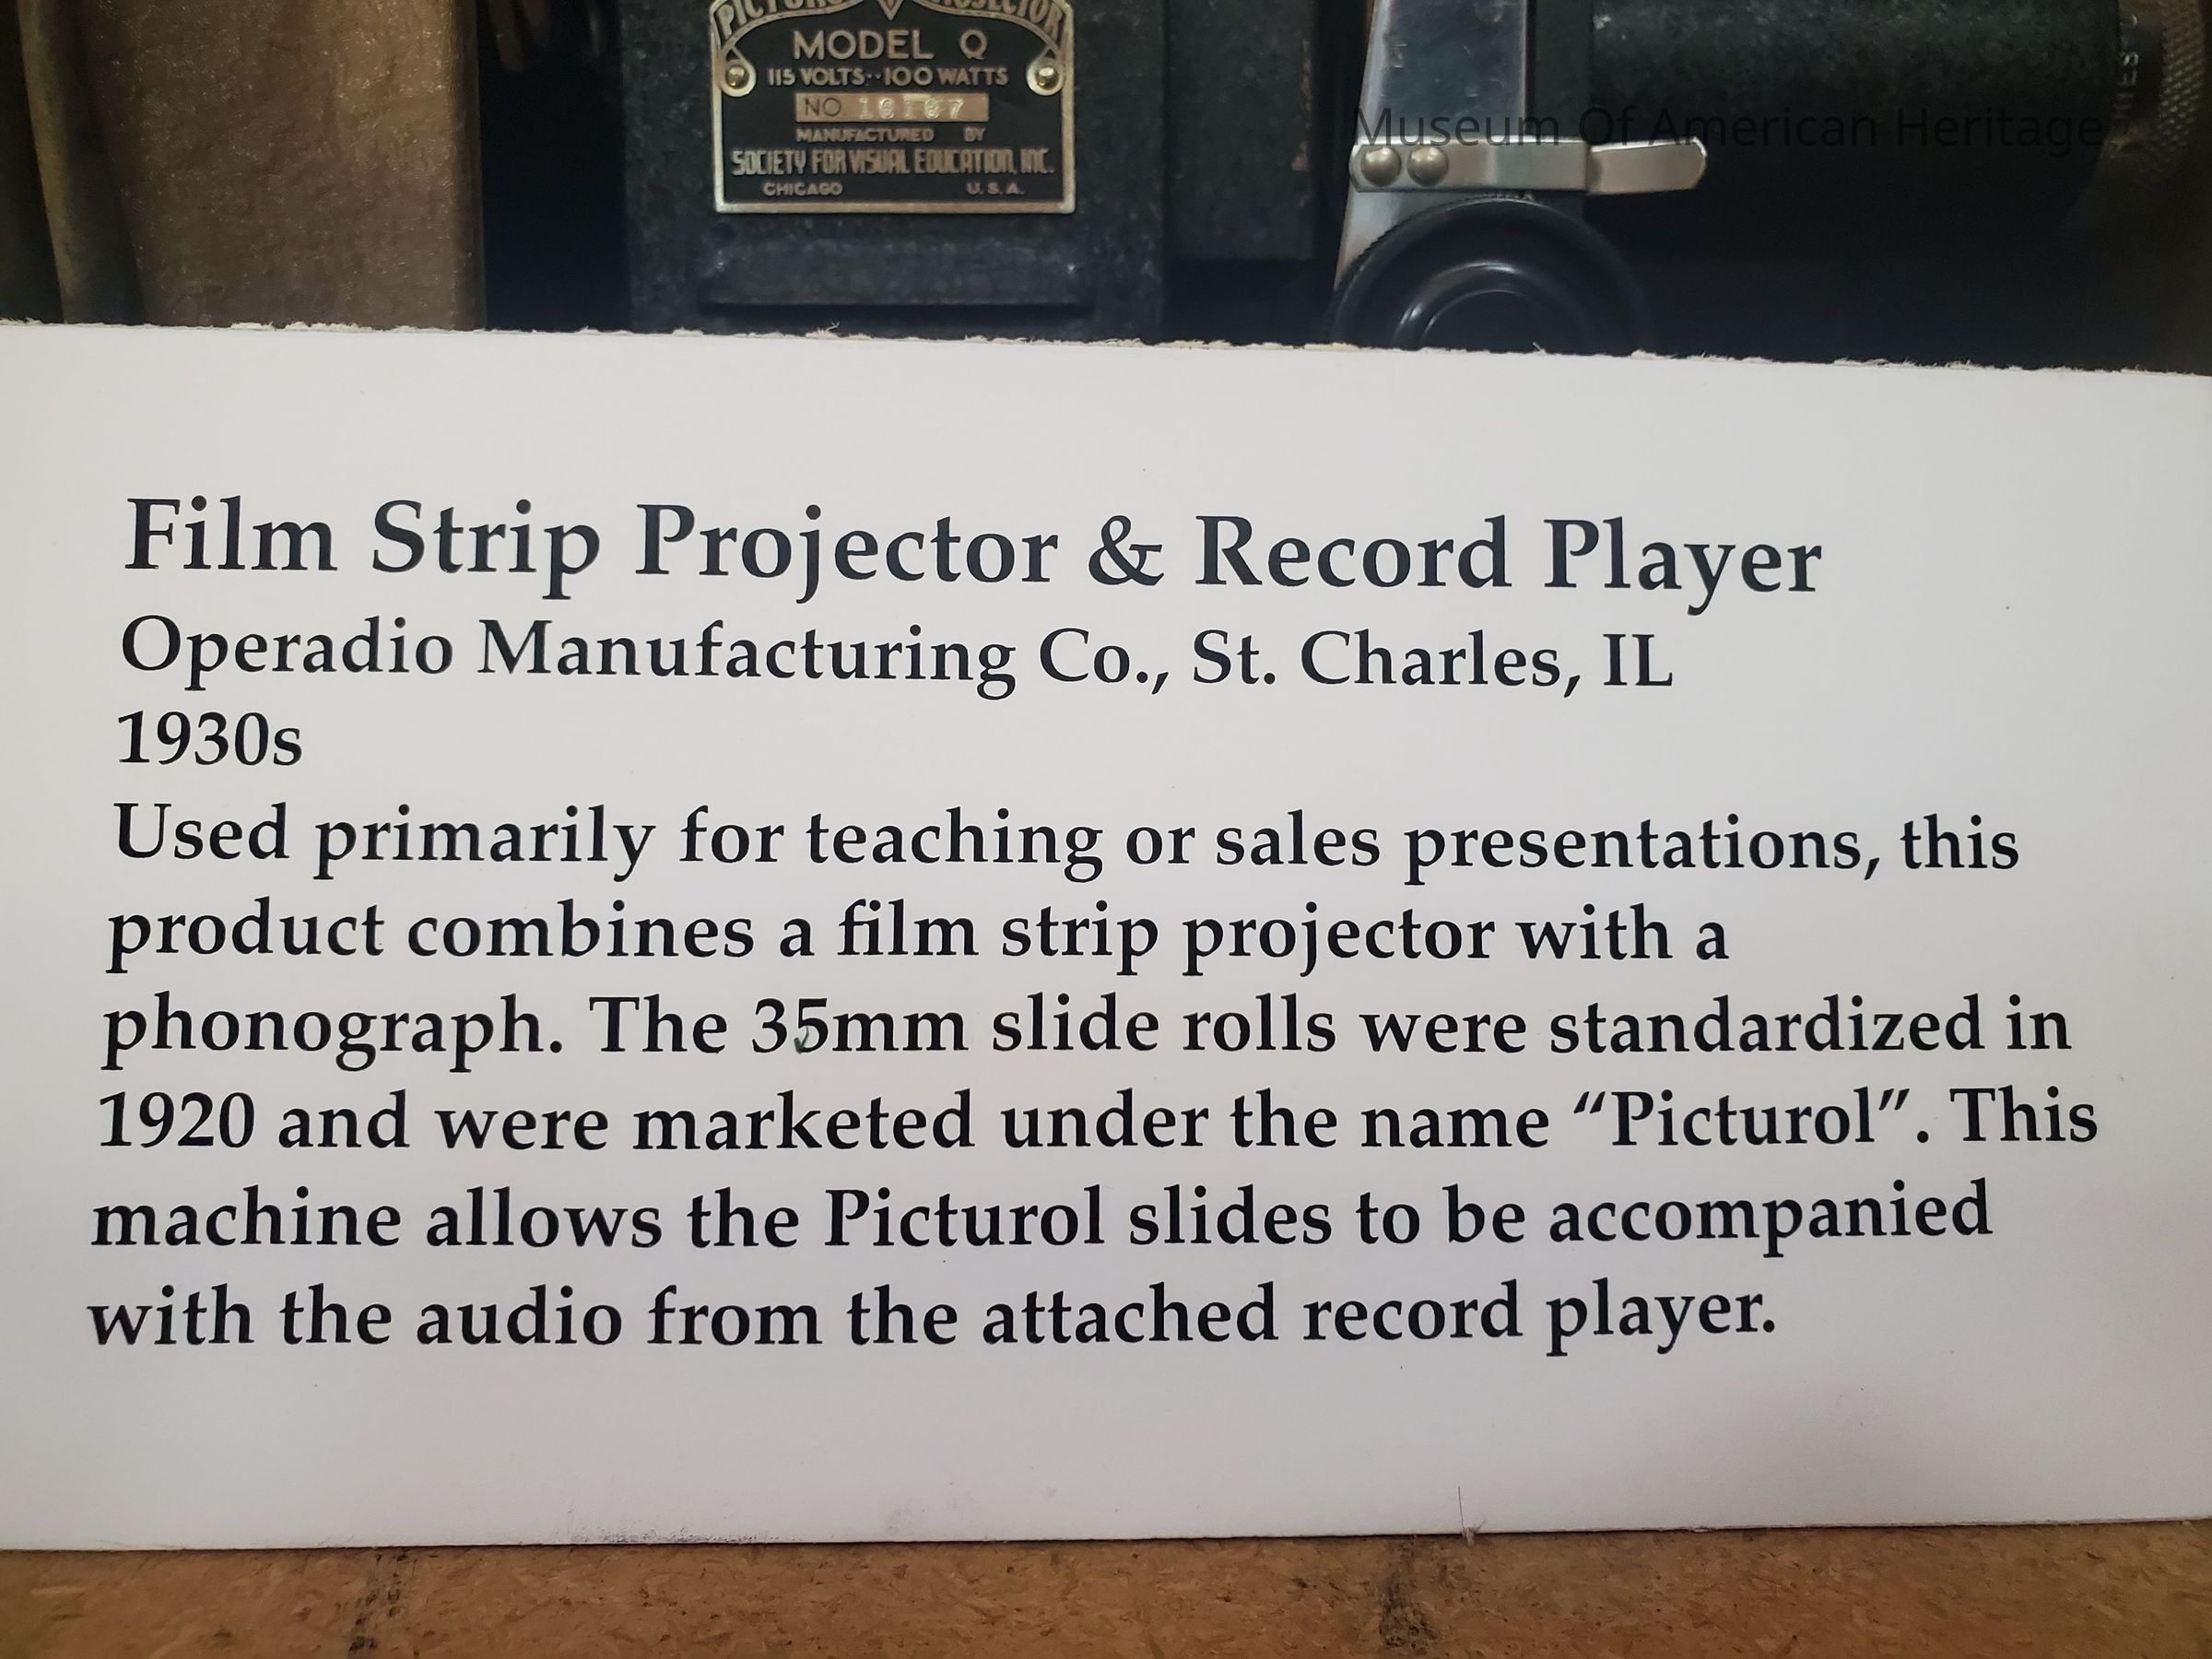 MODEL Q
115 VOLTS··100 WATTS
NO
MANUFACTURED BY
SOCIETY FOR VISUAL EDUCATION, INC.
CHICAGO U.S.A.
Museum Of American Heritage
Film Strip Projector & Record Player
Operadio Manufacturing Co., St. Charles, IL
1930s
Used primarily for teaching or sales presentations, this
product combines a film strip projector with a
phonograph. The 35mm slide rolls were standardized in
1920 and were marketed under the name “Picturol”. This
machine allows the Picturol slides to be accompanied
with the audio from the attached record player.